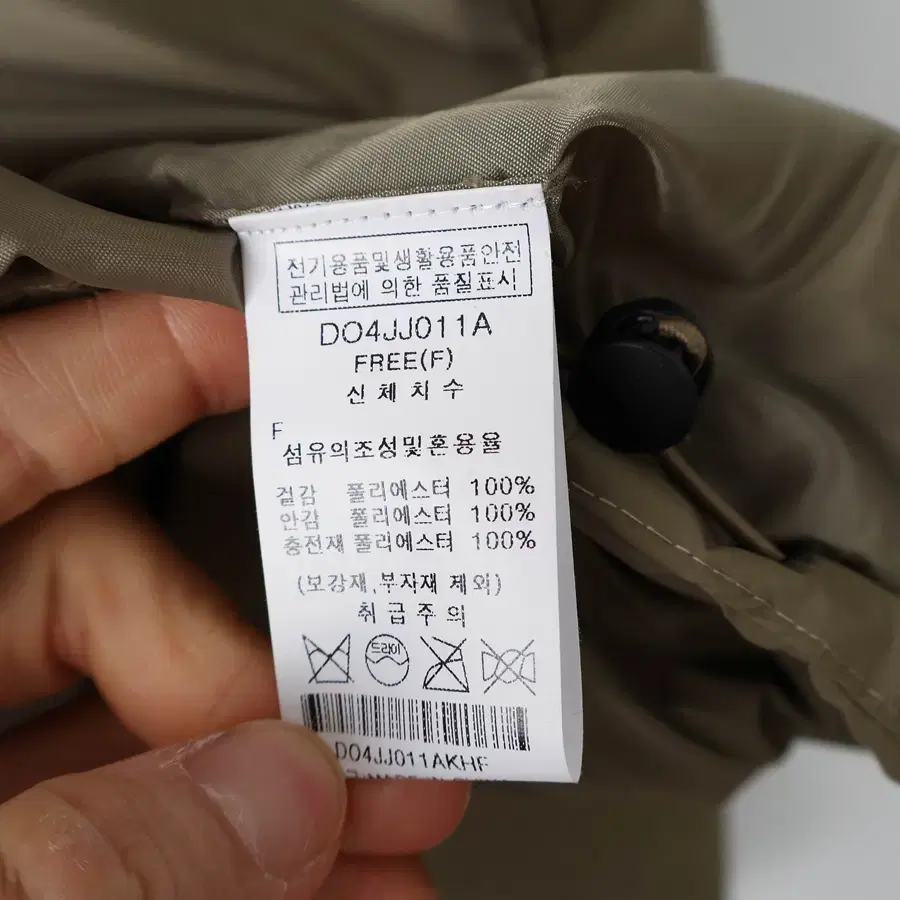 전기용품및생활용품안전
관리법에 의한 품질표시
DO4JJ011A
FREE(F)
신체치수
F
섬유의조성및혼용율
겉감 폴리에스터 100%
안감 폴리에스터 100%
충전재 폴리에스터 100%
(보강재,부자재 제외)
취급주의
드라이
DO4JJ011AKHF